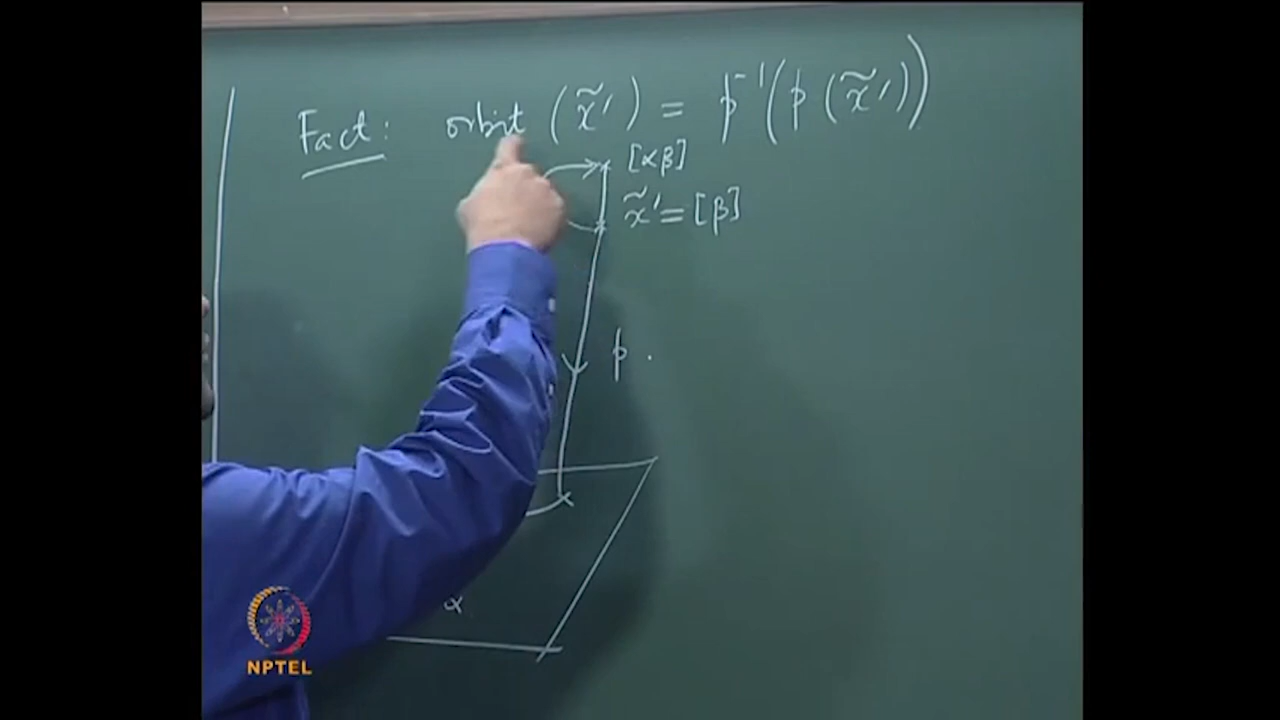 Fact: orbit (x̃′) = p⁻¹(p(x̃′))
[αβ]
x̃′ = [β]
p.
α
NPTEL